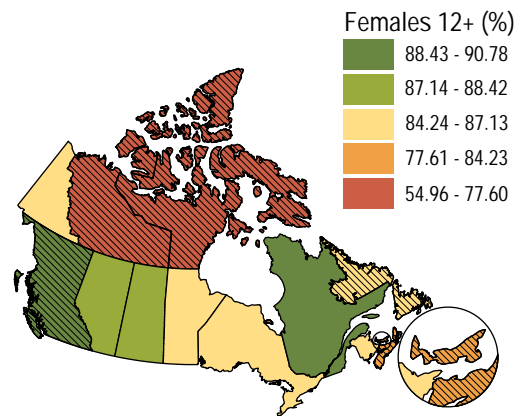 Females 12+ (%)
88.43 - 90.78
87.14 - 88.42
84.24 - 87.13
77.61 - 84.23
54.96 - 77.60